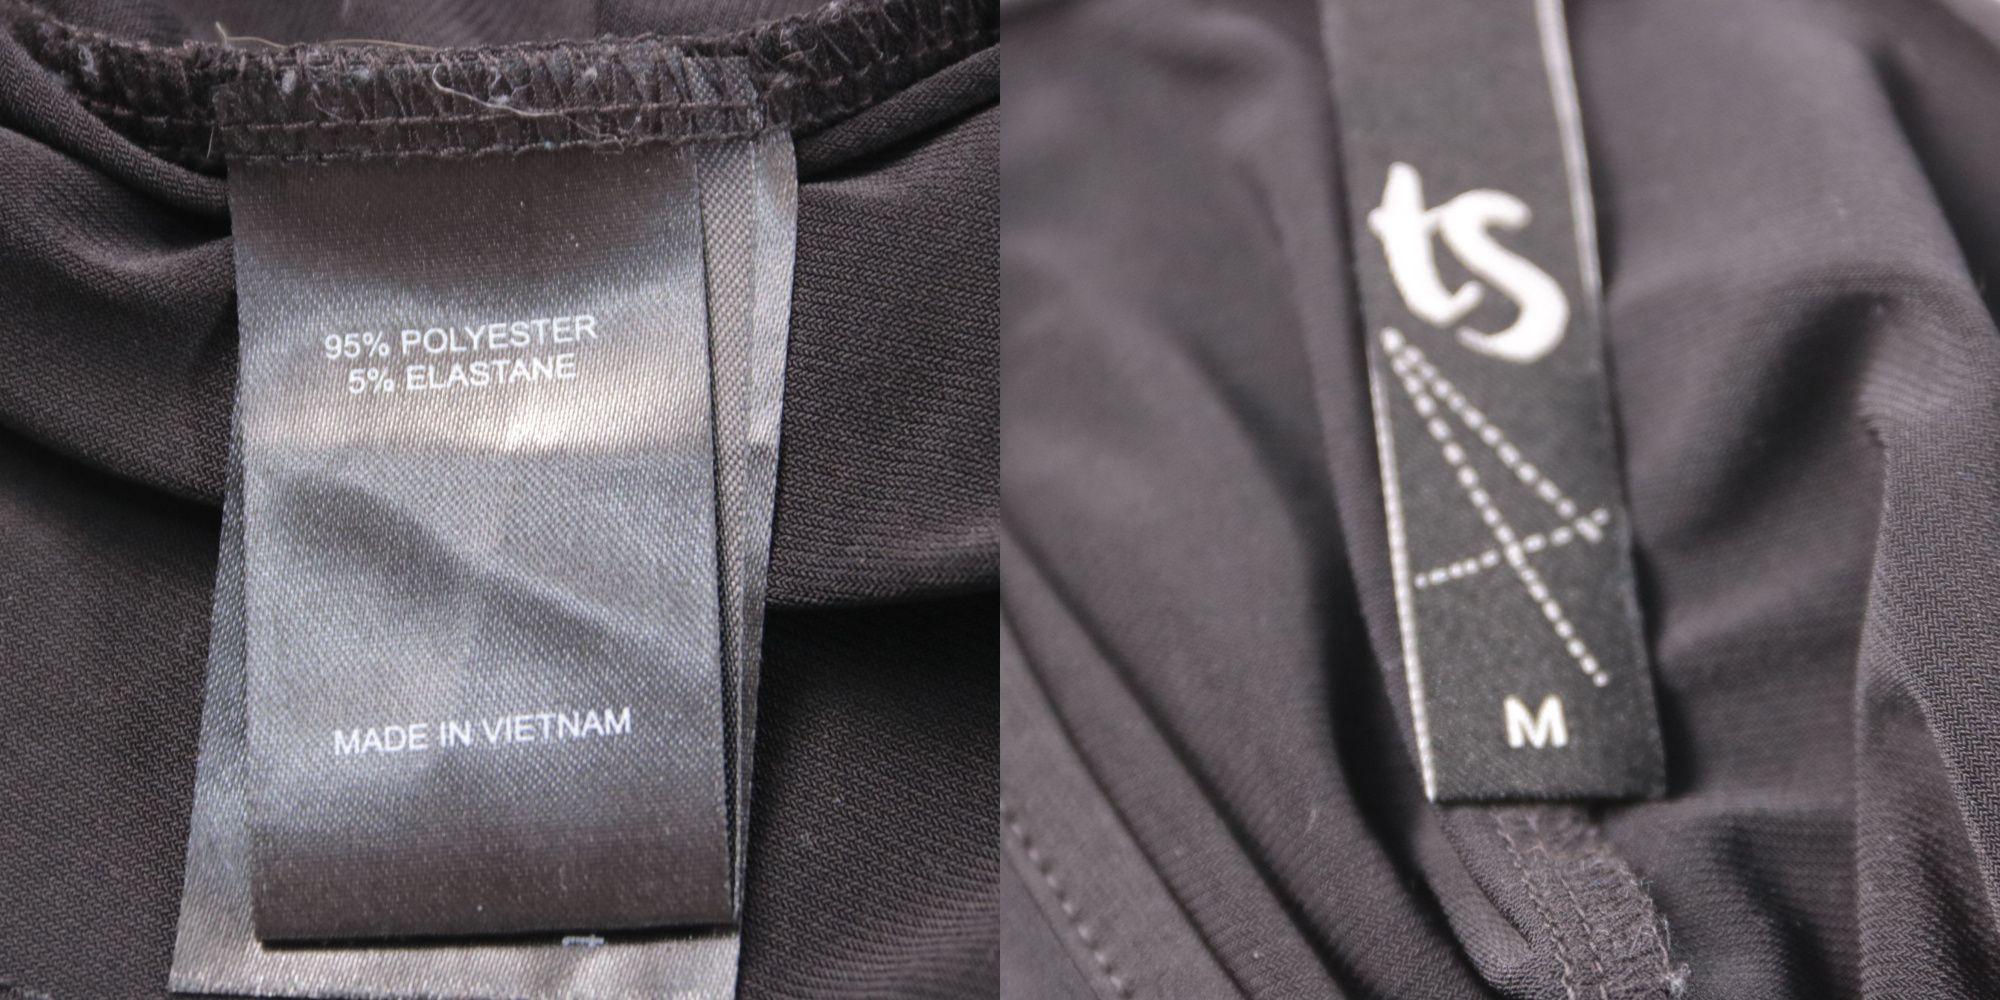 95% POLYESTER
5% ELASTANE
MADE IN VIETNAM
ts
M